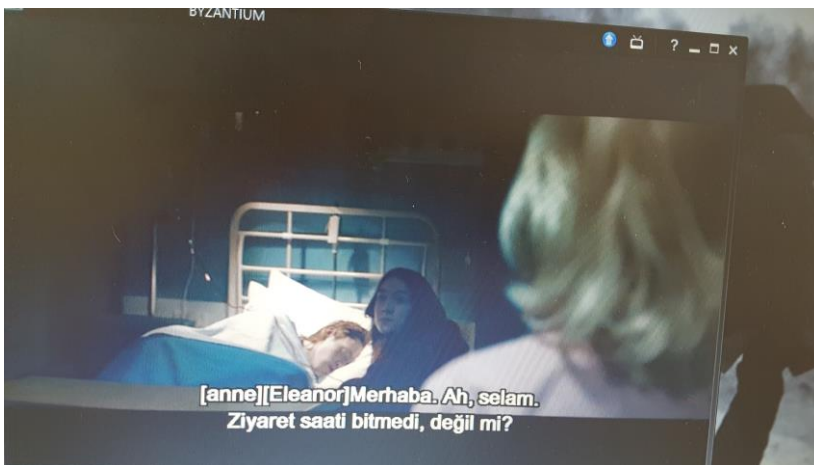 BYZANTIUM
[anne][Eleanor]Merhaba. Ah, selam.
Ziyaret saati bitmedi, değil mi?